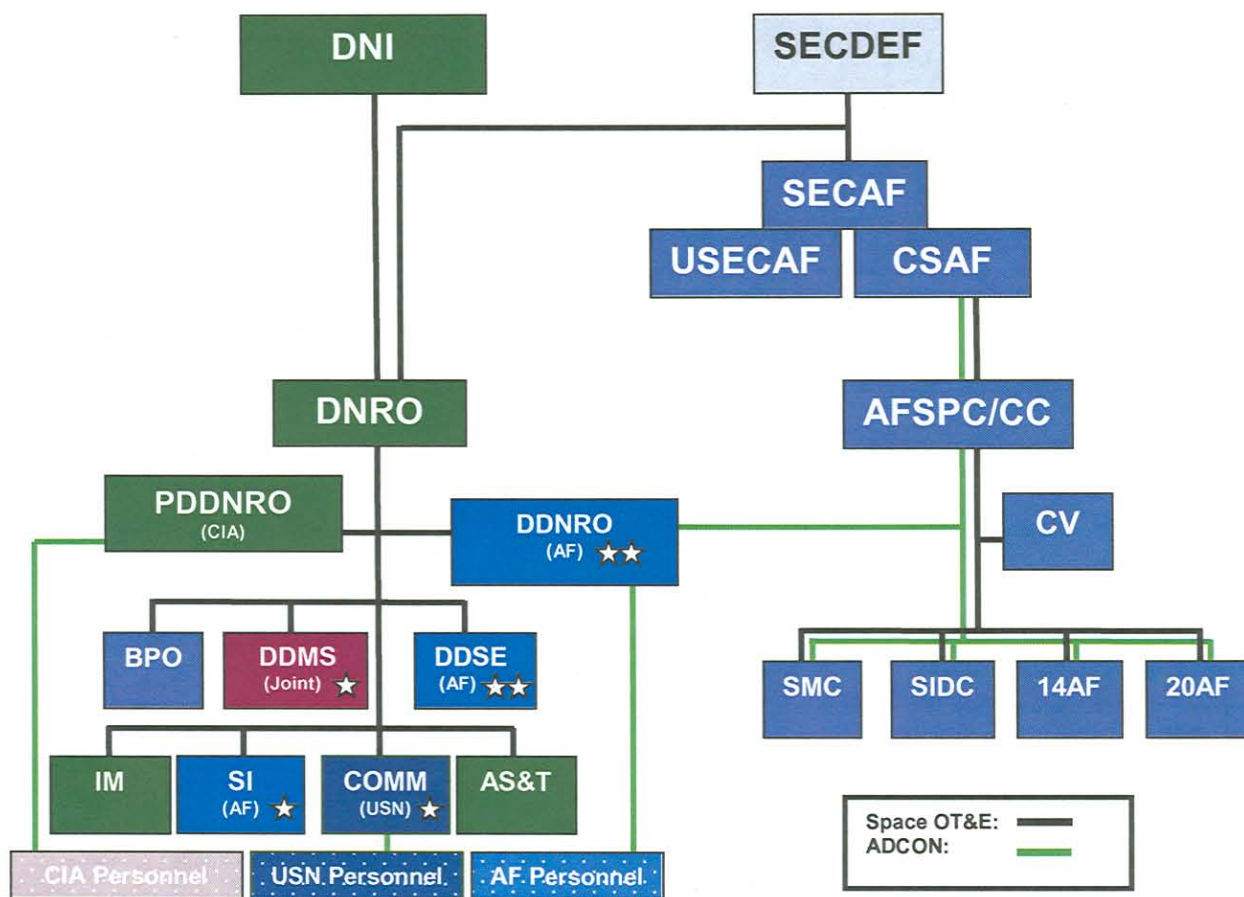 DNI
SECDEF
SECAF
USECAF
CSAF
DNRO
AFSPC/CC
PDDNRO
(CIA)
DDNRO
(AF)
CV
BPO
DDMS
(Joint)
DDSE
(AF)
SMC
SIDC
14AF
20AF
IM
SI
(AF)
COMM
(USN)
AS&T
Space OT&E:
ADCON:
CIA Personnel
USN Personnel
AF Personnel